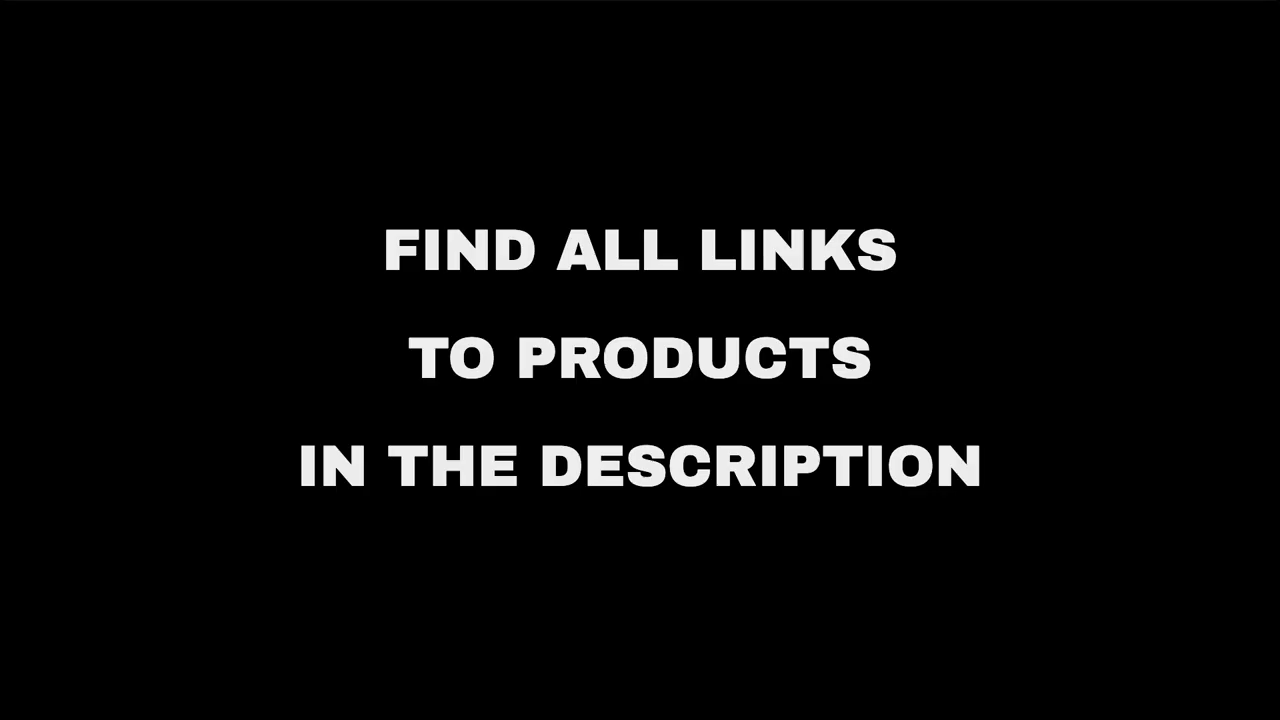 FIND ALL LINKS
TO PRODUCTS
IN THE DESCRIPTION